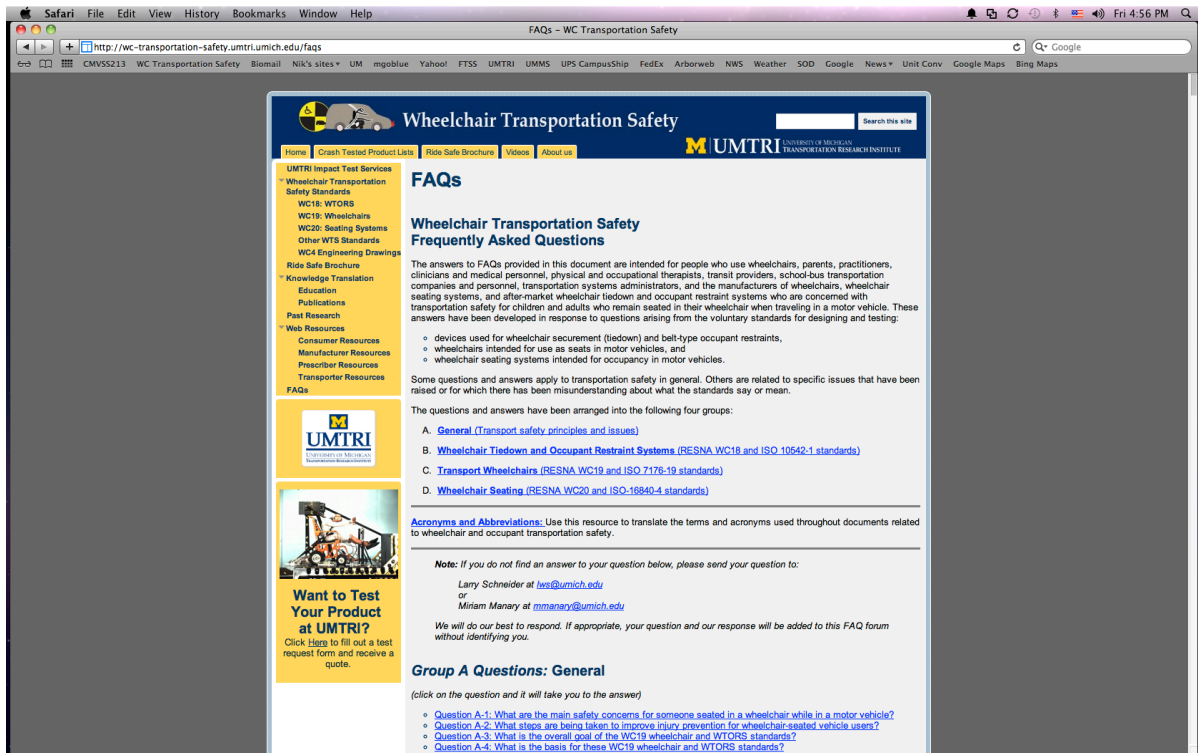 Safari File Edit View History Bookmarks Window Help Fri 4:56 PM
FAQs – WC Transportation Safety
http://wc-transportation-safety.umtri.umich.edu/faqs Google
CMVSS213 WC Transportation Safety Biomail Nik's sites UM mgoblue Yahoo! FTSS UMTRI UMMS UPS CampusShip FedEx Arborweb NWS Weather SOD Google News Unit Conv Google Maps Bing Maps
Wheelchair Transportation Safety
Search this site
M UMTRI UNIVERSITY OF MICHIGAN
TRANSPORTATION RESEARCH INSTITUTE
Home Crash Tested Product Lists Ride Safe Brochure Videos About us
UMTRI Impact Test Services
Wheelchair Transportation
Safety Standards
WC18: WTORS
WC19: Wheelchairs
WC20: Seating Systems
Other WTS Standards
WC4 Engineering Drawings
Ride Safe Brochure
Knowledge Translation
Education
Publications
Past Research
Web Resources
Consumer Resources
Manufacturer Resources
Prescriber Resources
Transporter Resources
FAQs
M
UMTRI
UNIVERSITY OF MICHIGAN
TRANSPORTATION RESEARCH INSTITUTE
Want to Test
Your Product
at UMTRI?
Click Here to fill out a test
request form and receive a
quote.
FAQs
Wheelchair Transportation Safety
Frequently Asked Questions
The answers to FAQs provided in this document are intended for people who use wheelchairs, parents, practitioners,
clinicians and medical personnel, physical and occupational therapists, transit providers, school-bus transportation
companies and personnel, transportation systems administrators, and the manufacturers of wheelchairs, wheelchair
seating systems, and after-market wheelchair tiedown and occupant restraint systems who are concerned with
transportation safety for children and adults who remain seated in their wheelchair when traveling in a motor vehicle. These
answers have been developed in response to questions arising from the voluntary standards for designing and testing:
devices used for wheelchair securement (tiedown) and belt-type occupant restraints,
wheelchairs intended for use as seats in motor vehicles, and
wheelchair seating systems intended for occupancy in motor vehicles.
Some questions and answers apply to transportation safety in general. Others are related to specific issues that have been
raised or for which there has been misunderstanding about what the standards say or mean.
The questions and answers have been arranged into the following four groups:
A. General (Transport safety principles and issues)
B. Wheelchair Tiedown and Occupant Restraint Systems (RESNA WC18 and ISO 10542-1 standards)
C. Transport Wheelchairs (RESNA WC19 and ISO 7176-19 standards)
D. Wheelchair Seating (RESNA WC20 and ISO-16840-4 standards)
Acronyms and Abbreviations: Use this resource to translate the terms and acronyms used throughout documents related
to wheelchair and occupant transportation safety.
Note: If you do not find an answer to your question below, please send your question to:
Larry Schneider at lws@umich.edu
or
Miriam Manary at mmanary@umich.edu
We will do our best to respond. If appropriate, your question and our response will be added to this FAQ forum
without identifying you.
Group A Questions: General
(click on the question and it will take you to the answer)
Question A-1: What are the main safety concerns for someone seated in a wheelchair while in a motor vehicle?
Question A-2: What steps are being taken to improve injury prevention for wheelchair-seated vehicle users?
Question A-3: What is the overall goal of the WC19 wheelchair and WTORS standards?
Question A-4: What is the basis for these WC19 wheelchair and WTORS standards?